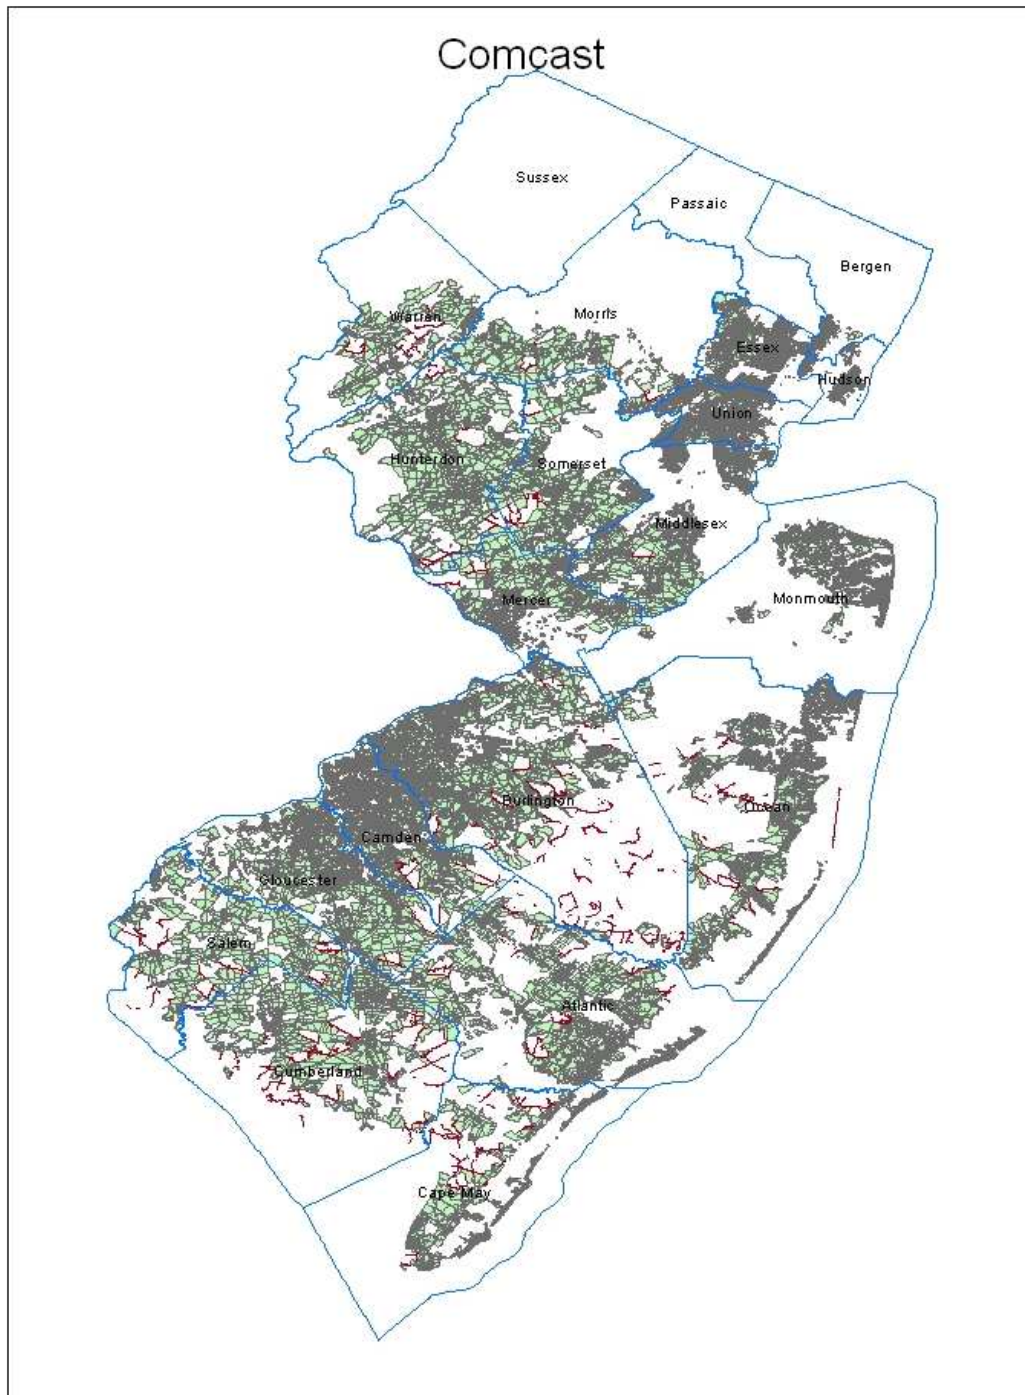 Comcast
Sussex
Passaic
Bergen
Warren
Morris
Essex
Hudson
Union
Hunterdon
Somerset
Middlesex
Mercer
Monmouth
Burlington
Ocean
Camden
Gloucester
Salem
Atlantic
Cumberland
Cape May